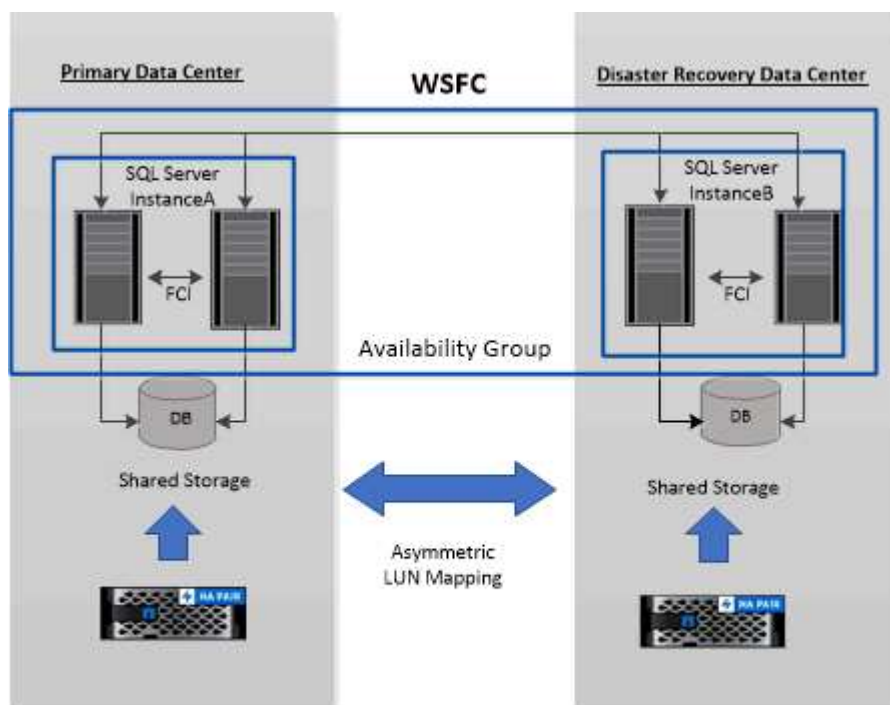 Primary Data Center
WSFC
Disaster Recovery Data Center
SQL Server
InstanceA
FCI
SQL Server
InstanceB
FCI
Availability Group
DB
Shared Storage
DB
Shared Storage
Asymmetric
LUN Mapping
HA PAIR
HA PAIR